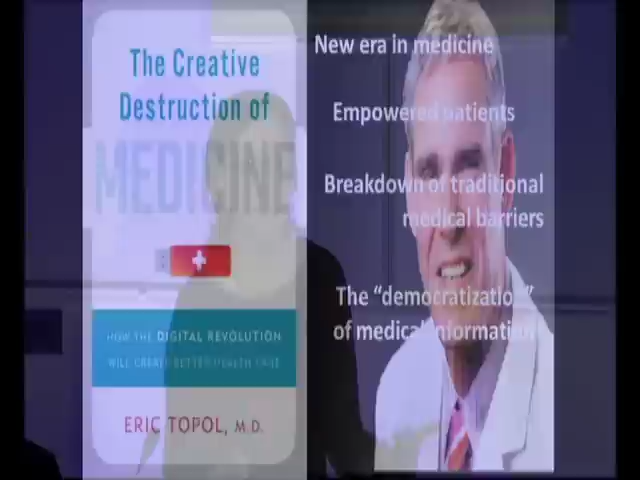 The Creative
Destruction of
MEDICINE
HOW THE DIGITAL REVOLUTION
WILL CREATE BETTER HEALTH CARE
ERIC TOPOL, M.D.
New era in medicine
Empowered patients
Breakdown of traditional
medical barriers
The “democratization”
of medical information